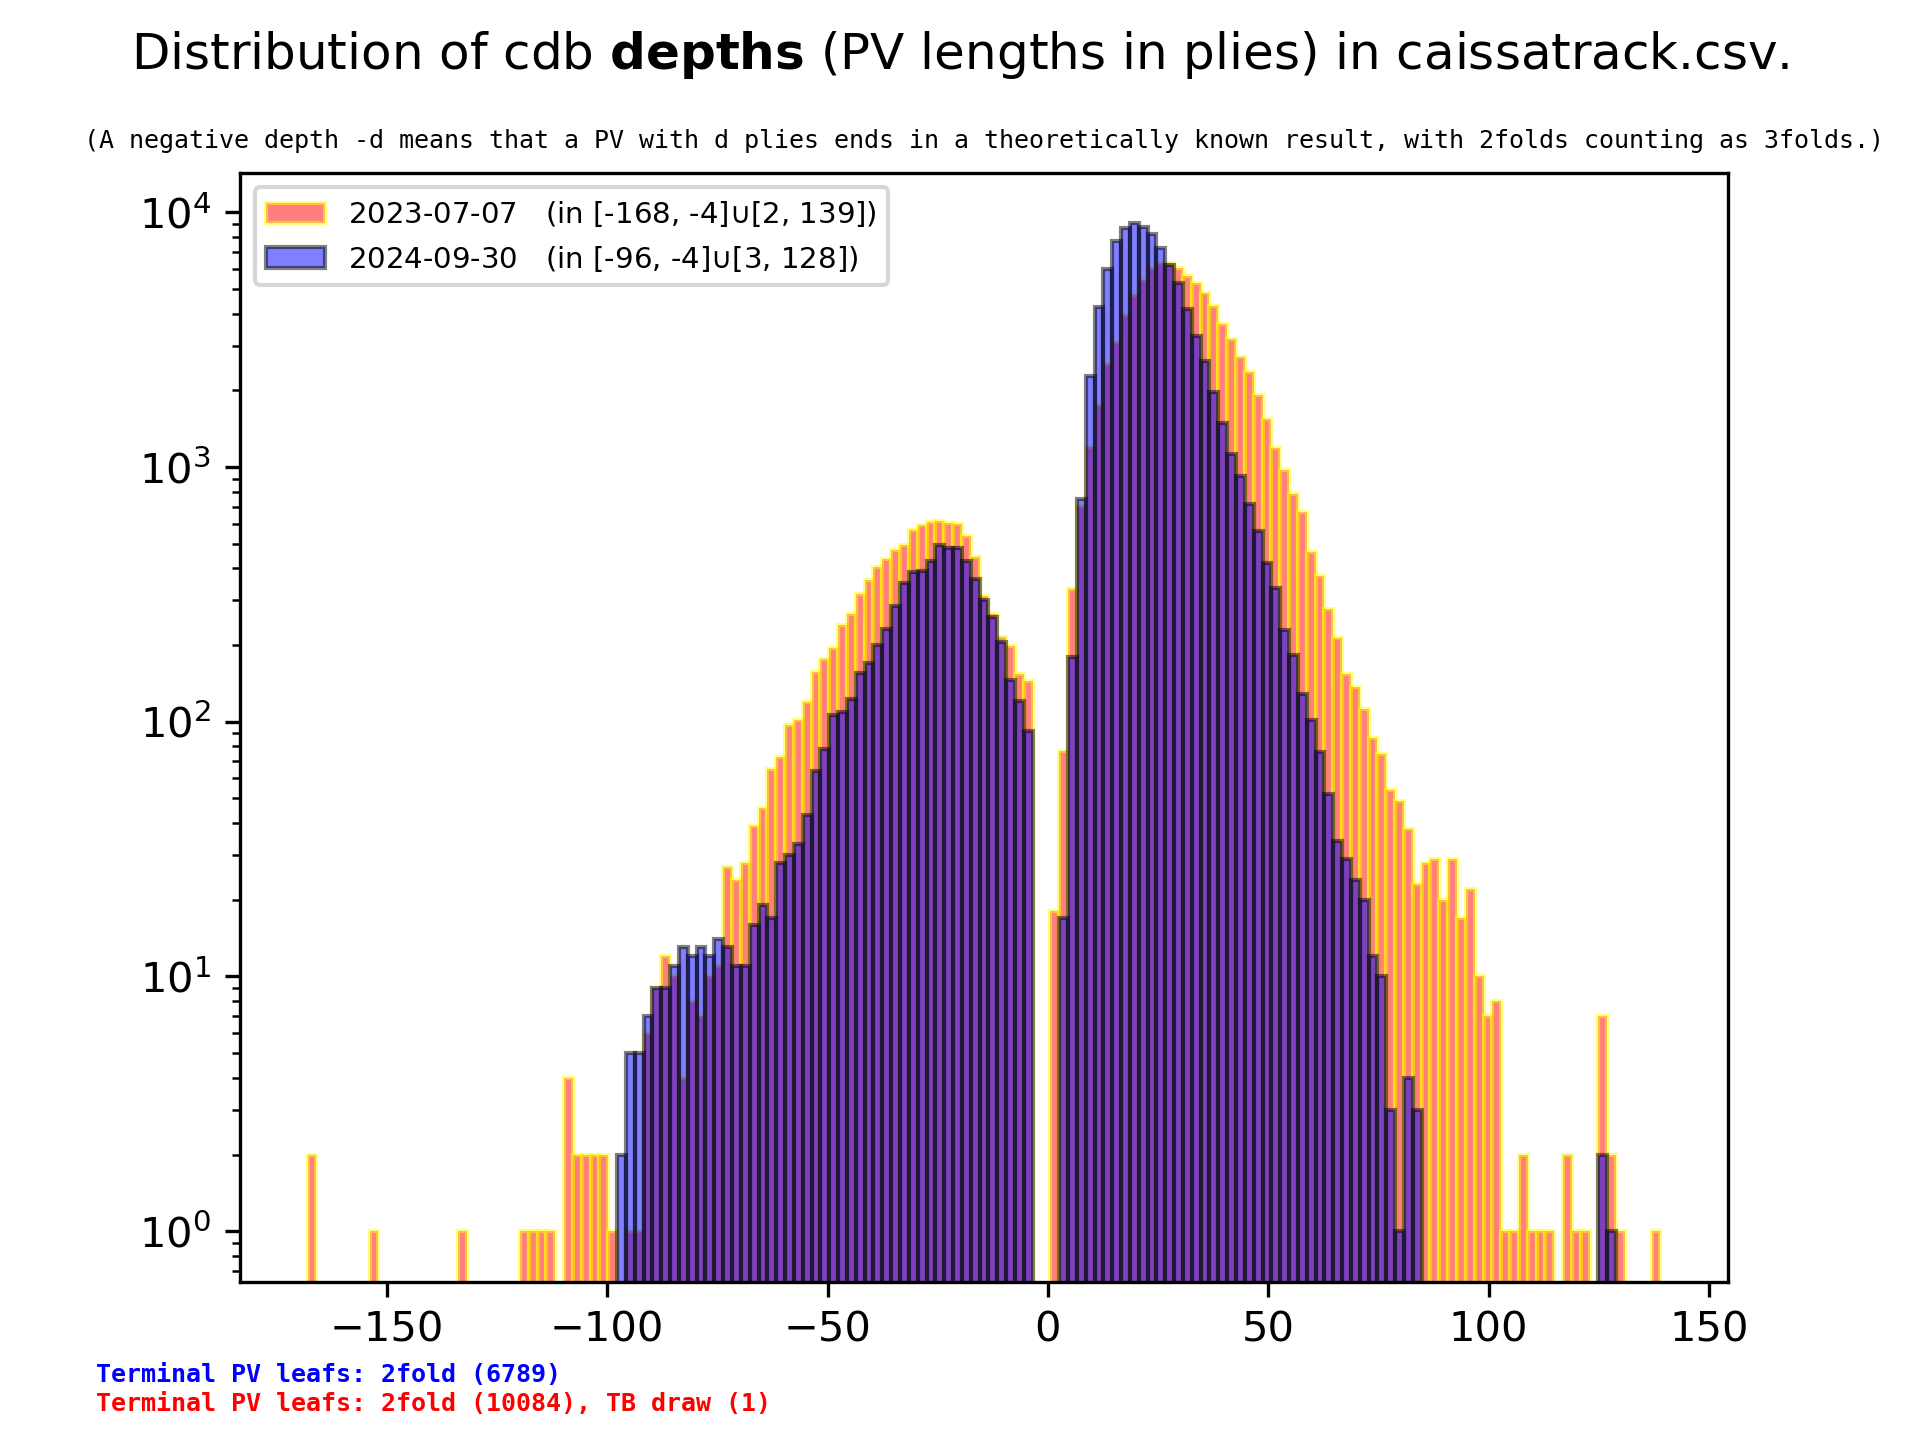 Distribution of cdb depths (PV lengths in plies) in caissatrack.csv.
(A negative depth -d means that a PV with d plies ends in a theoretically known result, with 2folds counting as 3folds.)
2023-07-07 (in [-168, -4]∪[2, 139])
2024-09-30 (in [-96, -4]∪[3, 128])
10⁴
10³
10²
10¹
10⁰
−150 −100 −50 0 50 100 150
Terminal PV leafs: 2fold (6789)
Terminal PV leafs: 2fold (10084), TB draw (1)